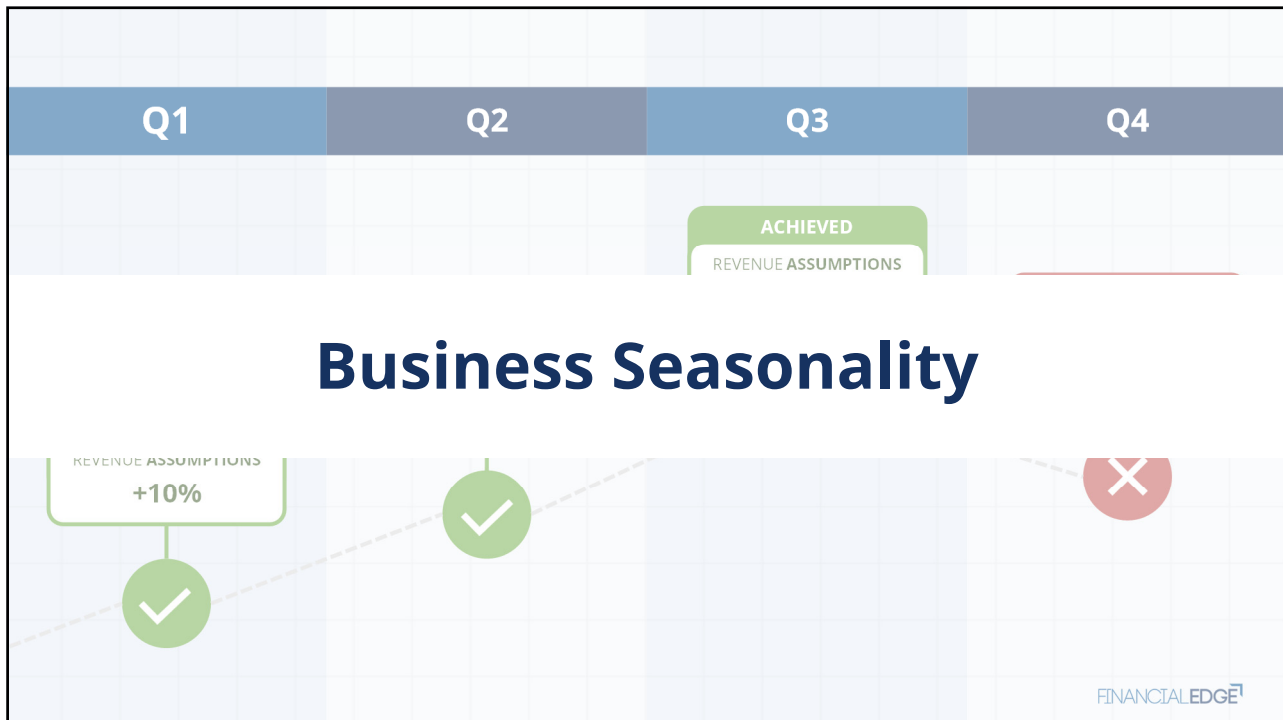 Q1 Q2 Q3 Q4
ACHIEVED
REVENUE ASSUMPTIONS
Business Seasonality
REVENUE ASSUMPTIONS
+10%
FINANCIALEDGE